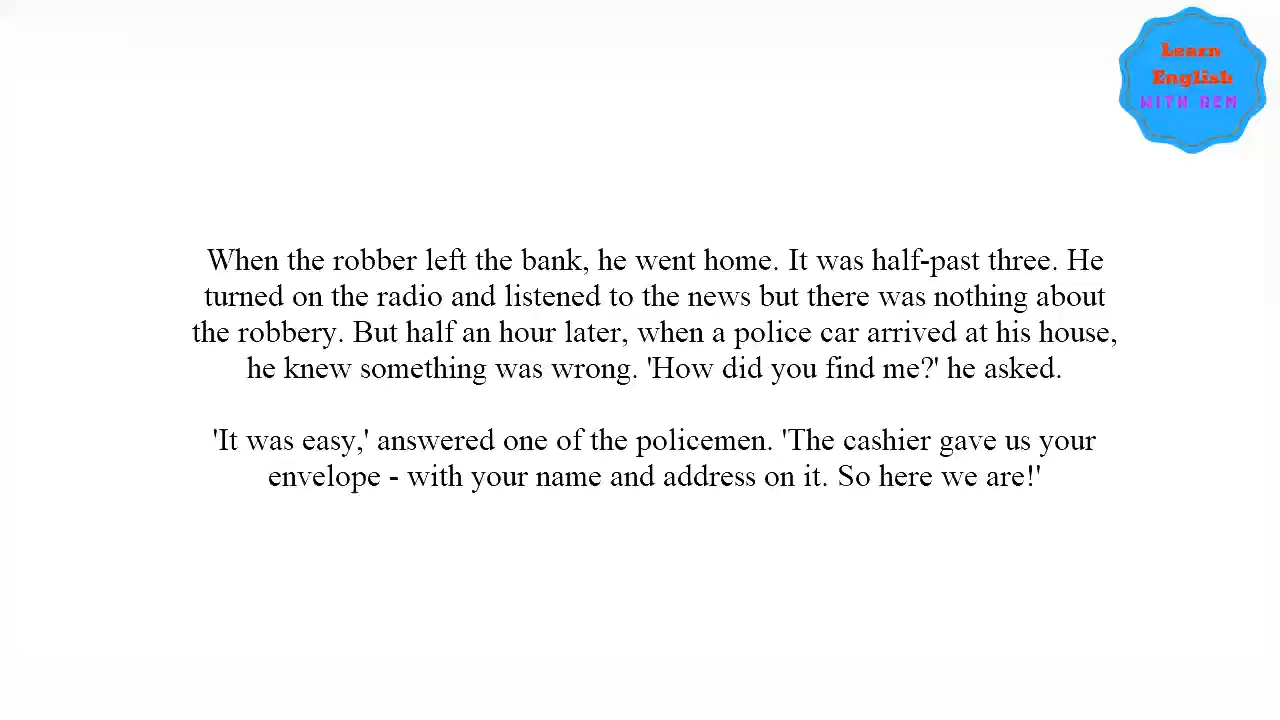 Learn
English
WITH GEM
When the robber left the bank, he went home. It was half-past three. He
turned on the radio and listened to the news but there was nothing about
the robbery. But half an hour later, when a police car arrived at his house,
he knew something was wrong. 'How did you find me?' he asked.
'It was easy,' answered one of the policemen. 'The cashier gave us your
envelope - with your name and address on it. So here we are!'